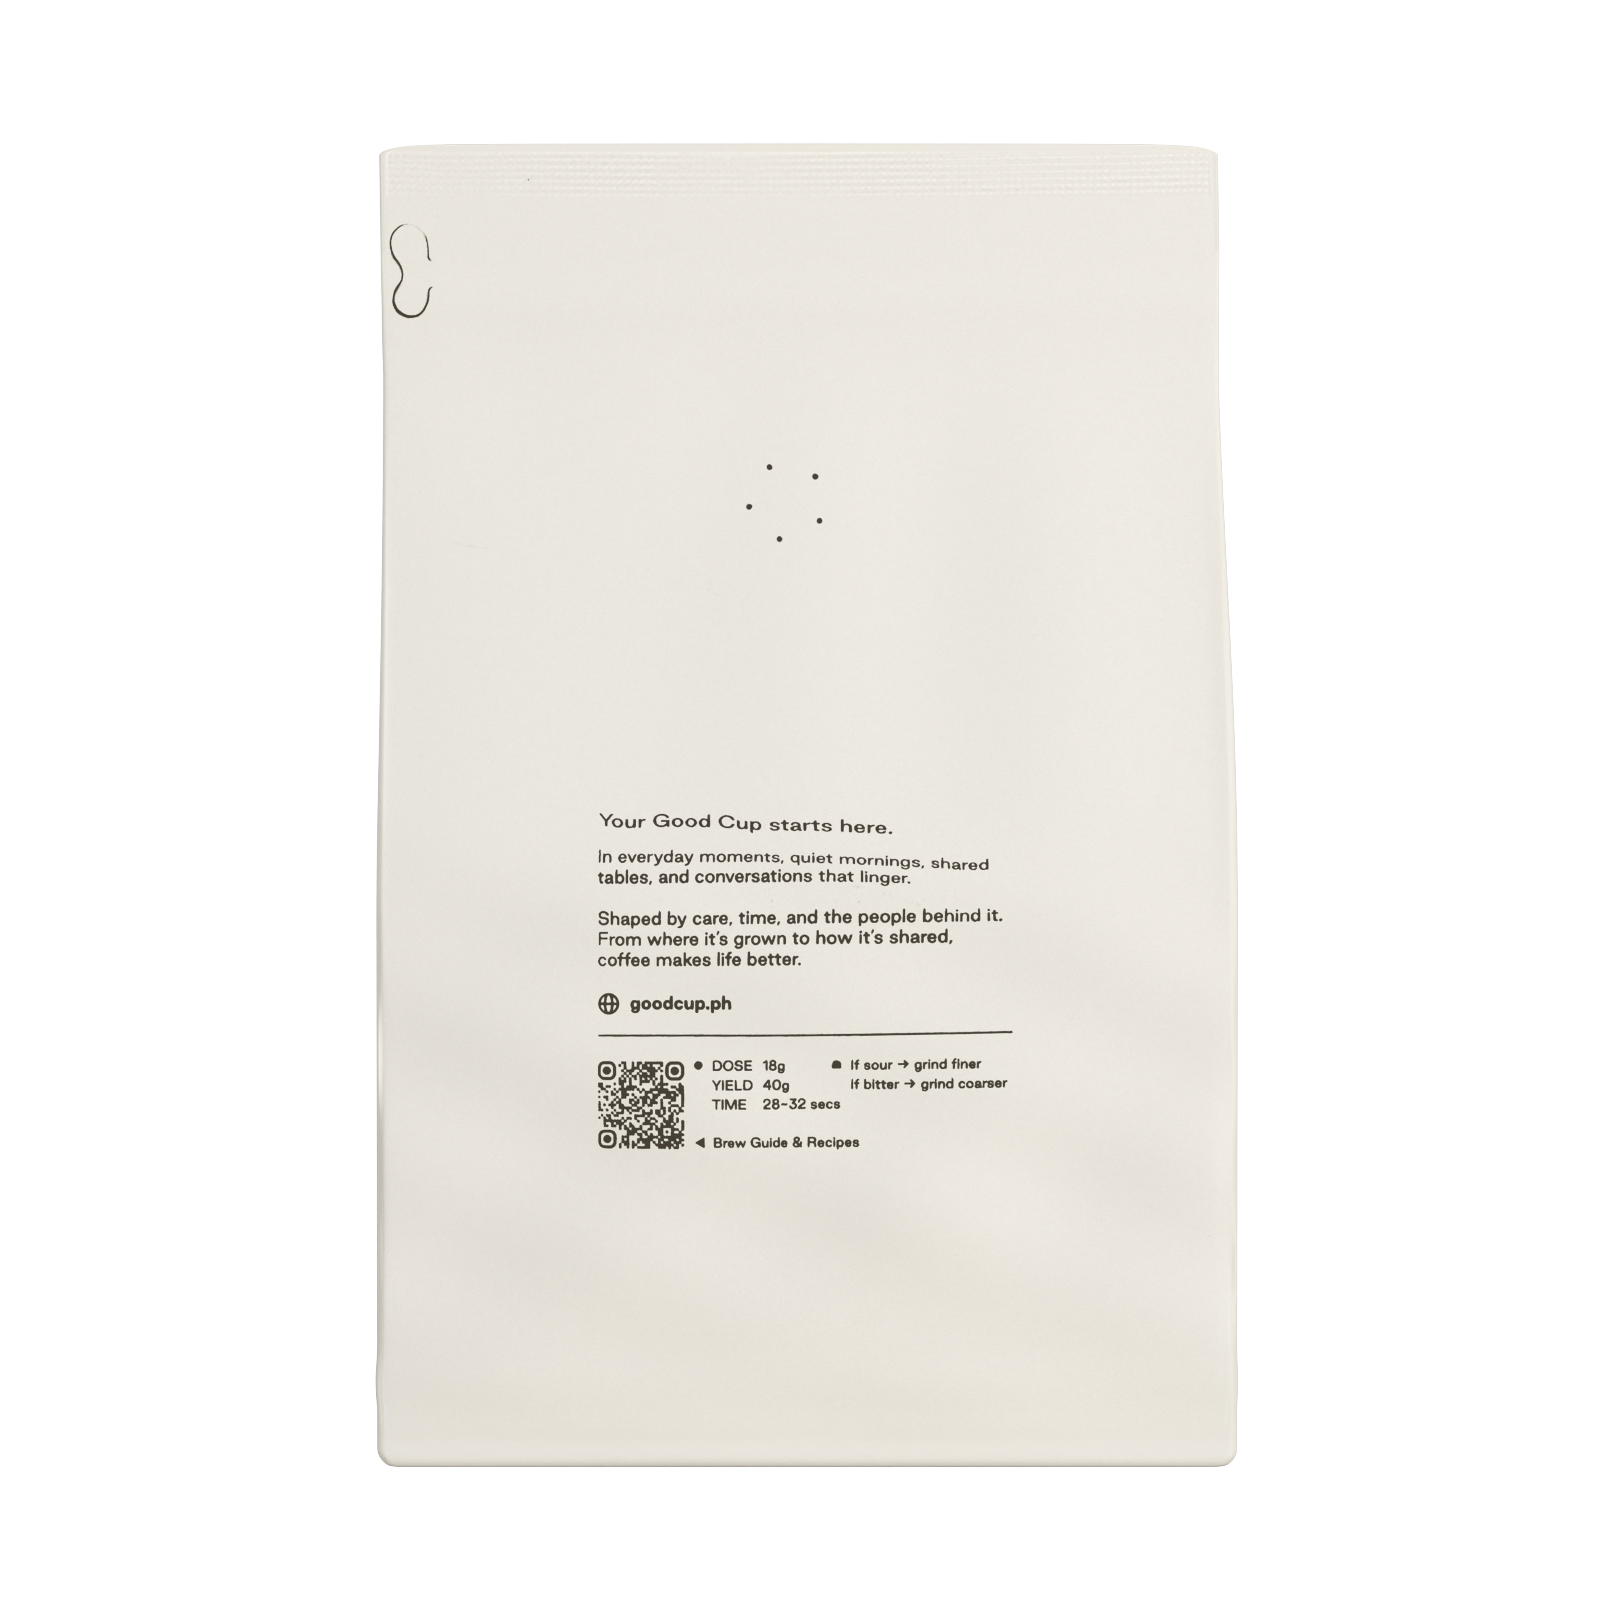 Your Good Cup starts here.
In everyday moments, quiet mornings, shared
tables, and conversations that linger.
Shaped by care, time, and the people behind it.
From where it's grown to how it's shared,
coffee makes life better.
goodcup.ph
DOSE 18g
YIELD 40g
TIME 28-32 secs
If sour → grind finer
If bitter → grind coarser
Brew Guide & Recipes